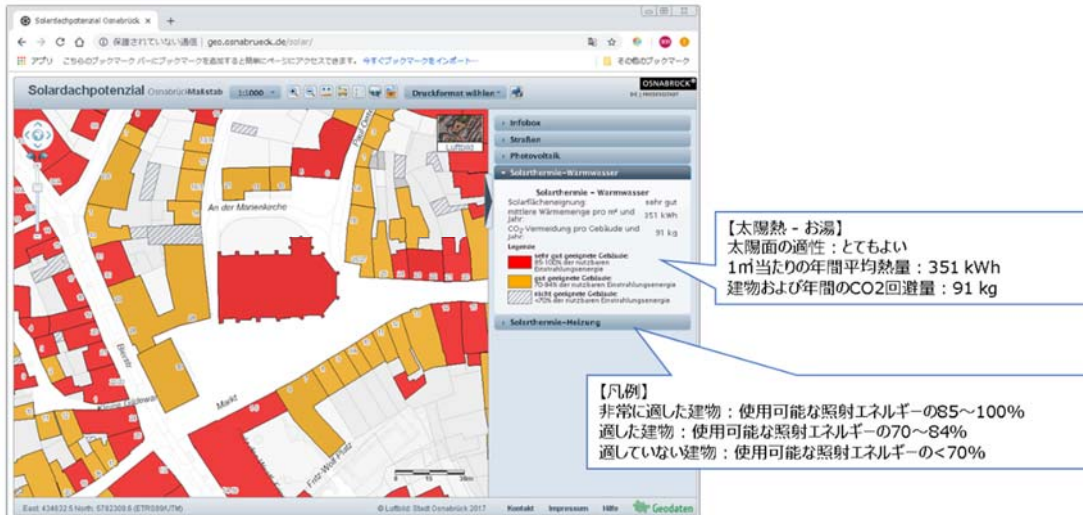 Solardachpotenzial Osnabrück
保護されていない通信 | geo.osnabrueck.de/solar/
アプリ こちらのブックマーク バーにブックマークを追加すると簡単にページにアクセスできます。 今すぐブックマークをインポート…
その他のブックマーク
Solardachpotenzial Osnabrück Maßstab 1:1000 Druckformat wählen
OSNABRÜCK
Luftbild
An der Marienkirche
Bierstr
Markt
Fritz-Wolf-Platz
Infobox
Straßen
Photovoltaik
Solarthermie-Warmwasser
Solarthermie - Warmwasser
Solarflächeneignung: sehr gut
mittlere Wärmemenge pro m² und Jahr: 351 kWh
CO₂-Vermeidung pro Gebäude und Jahr: 91 kg
Legende
sehr gut geeignete Gebäude:
85-100% der nutzbaren
Einstrahlungsenergie
gut geeignete Gebäude:
70-84% der nutzbaren Einstrahlungsenergie
nicht geeignete Gebäude:
<70% der nutzbaren Einstrahlungsenergie
Solarthermie-Heizung
【太陽熱 - お湯】
太陽面の適性：とてもよい
1㎡当たりの年間平均熱量：351 kWh
建物および年間のCO2回避量：91 kg
【凡例】
非常に適した建物：使用可能な照射エネルギーの85～100%
適した建物：使用可能な照射エネルギーの70～84%
適していない建物：使用可能な照射エネルギーの<70%
© Luftbild: Stadt Osnabrück 2017
Kontakt Impressum Hilfe Geodaten